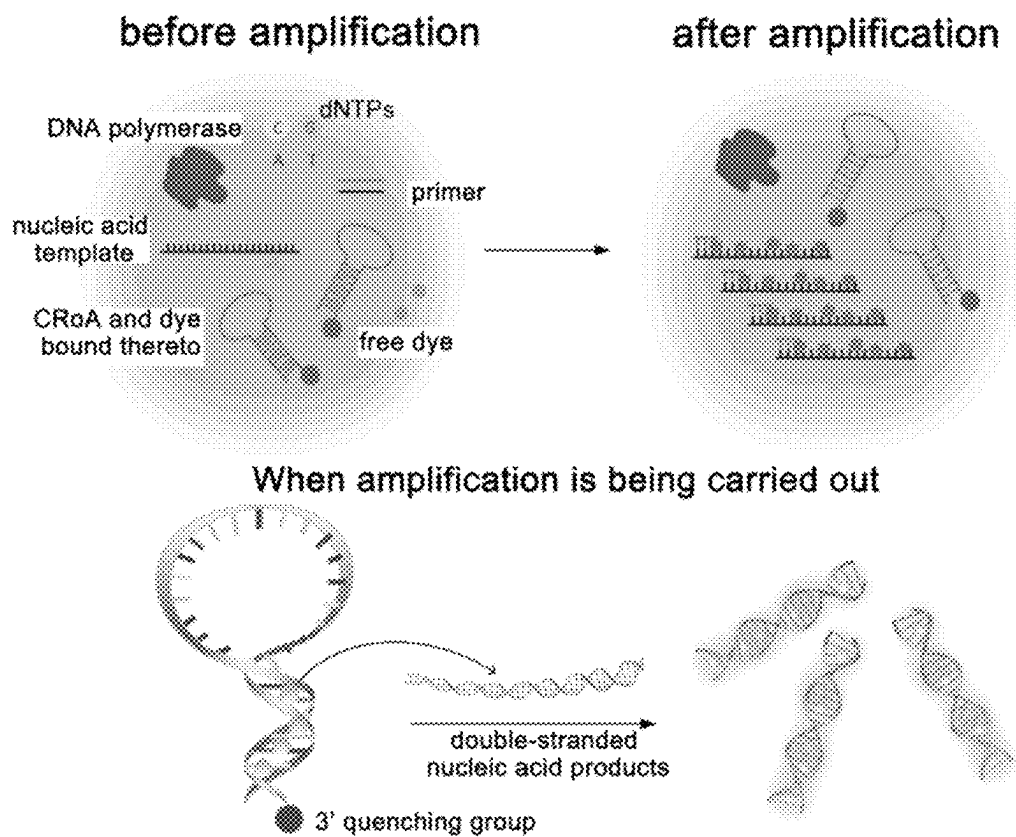 before amplification
after amplification
dNTPs
DNA polymerase
C G
A T
primer
nucleic acid
template
CRoA and dye
bound thereto
free dye
When amplification is being carried out
double-stranded
nucleic acid products
3' quenching group